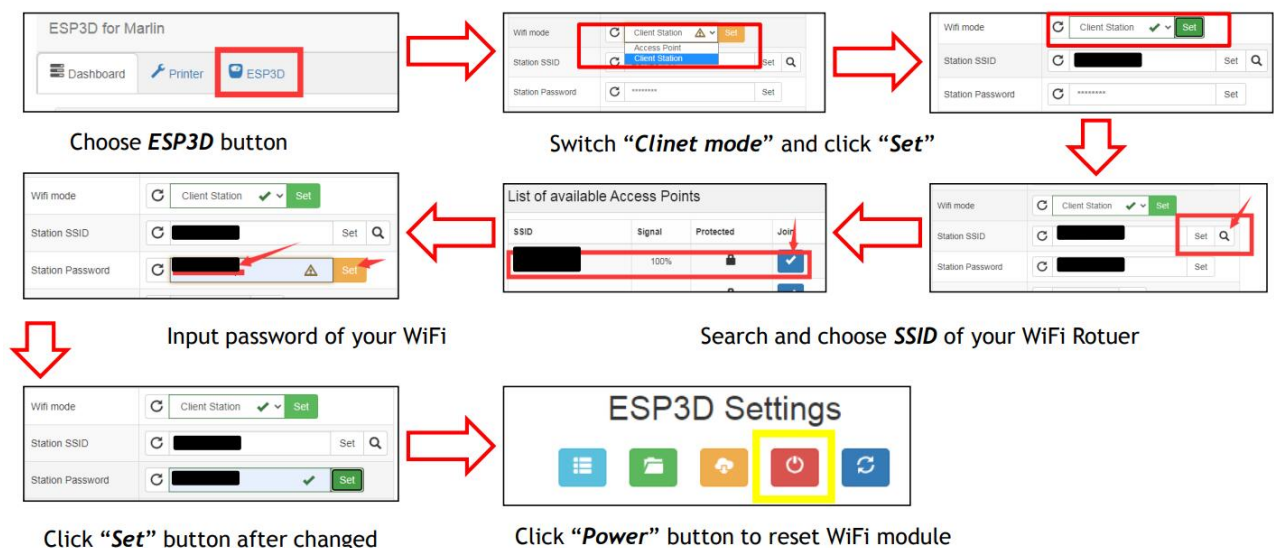 ESP3D for Marlin
Dashboard Printer ESP3D
Choose ESP3D button
Wifi mode Client Station Set
Access Point
Client Station
Station SSID Set
Station Password ******** Set
Switch “Clinet mode” and click “Set”
Wifi mode Client Station Set
Station SSID Set
Station Password ******** Set
Wifi mode Client Station Set
Station SSID Set
Station Password Set
Search and choose SSID of your WiFi Rotuer
List of available Access Points
SSID Signal Protected Join
100%
Wifi mode Client Station Set
Station SSID Set
Station Password Set
Input password of your WiFi
Wifi mode Client Station Set
Station SSID Set
Station Password Set
Click “Set” button after changed
ESP3D Settings
Click “Power” button to reset WiFi module